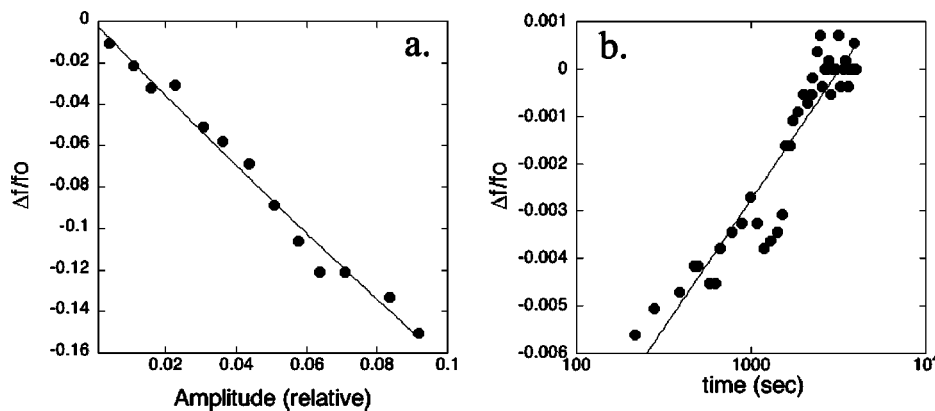 a.
0
-0.02
-0.04
-0.06
-0.08
-0.1
-0.12
-0.14
-0.16
Δf/fo
0.02 0.04 0.06 0.08 0.1
Amplitude (relative)
b.
0.001
0
-0.001
-0.002
-0.003
-0.004
-0.005
-0.006
Δf/fo
100 1000 10⁴
time (sec)